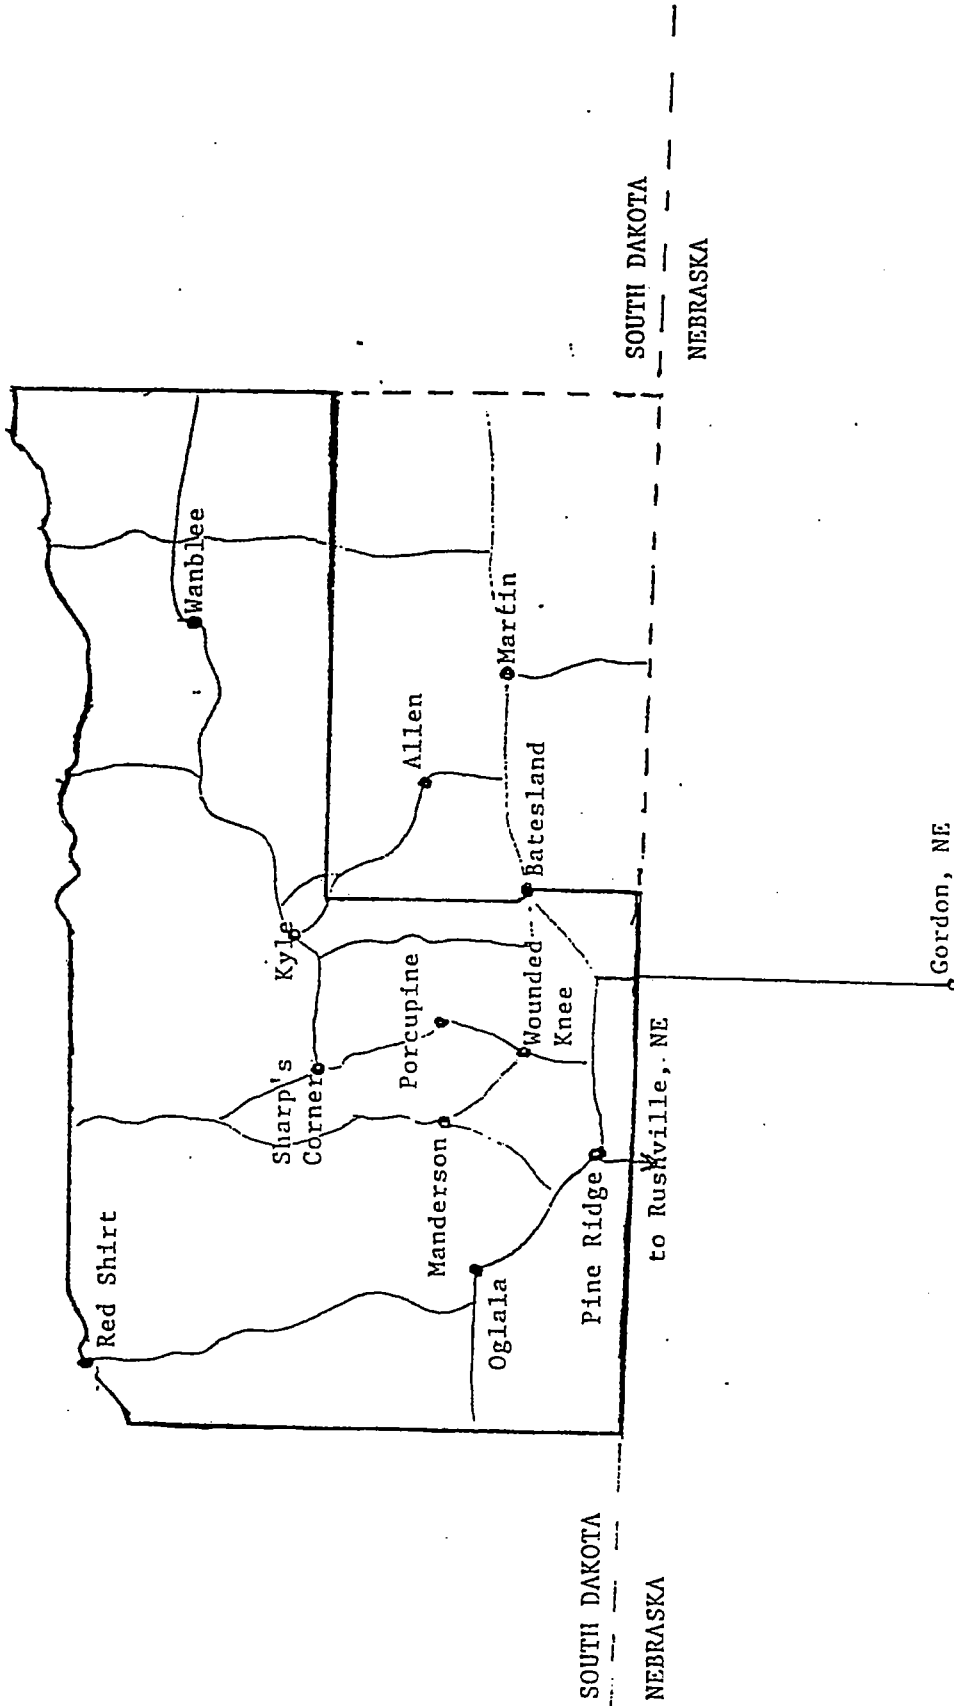 Red Shirt
Wanblee
Kyle
Sharp's
Corner
Allen
Porcupine
Manderson
Martin
Oglala
Wounded
Knee
Batesland
Pine Ridge
to Rushville, NE
SOUTH DAKOTA
NEBRASKA
SOUTH DAKOTA
NEBRASKA
Gordon, NE